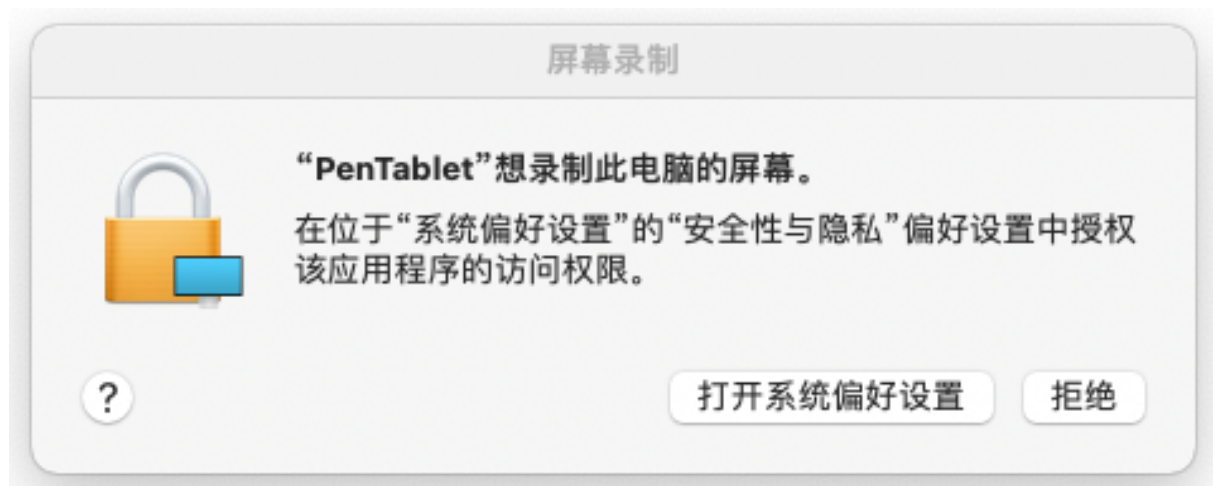 屏幕录制
“PenTablet”想录制此电脑的屏幕。
在位于“系统偏好设置”的“安全性与隐私”偏好设置中授权
该应用程序的访问权限。
?
打开系统偏好设置
拒绝